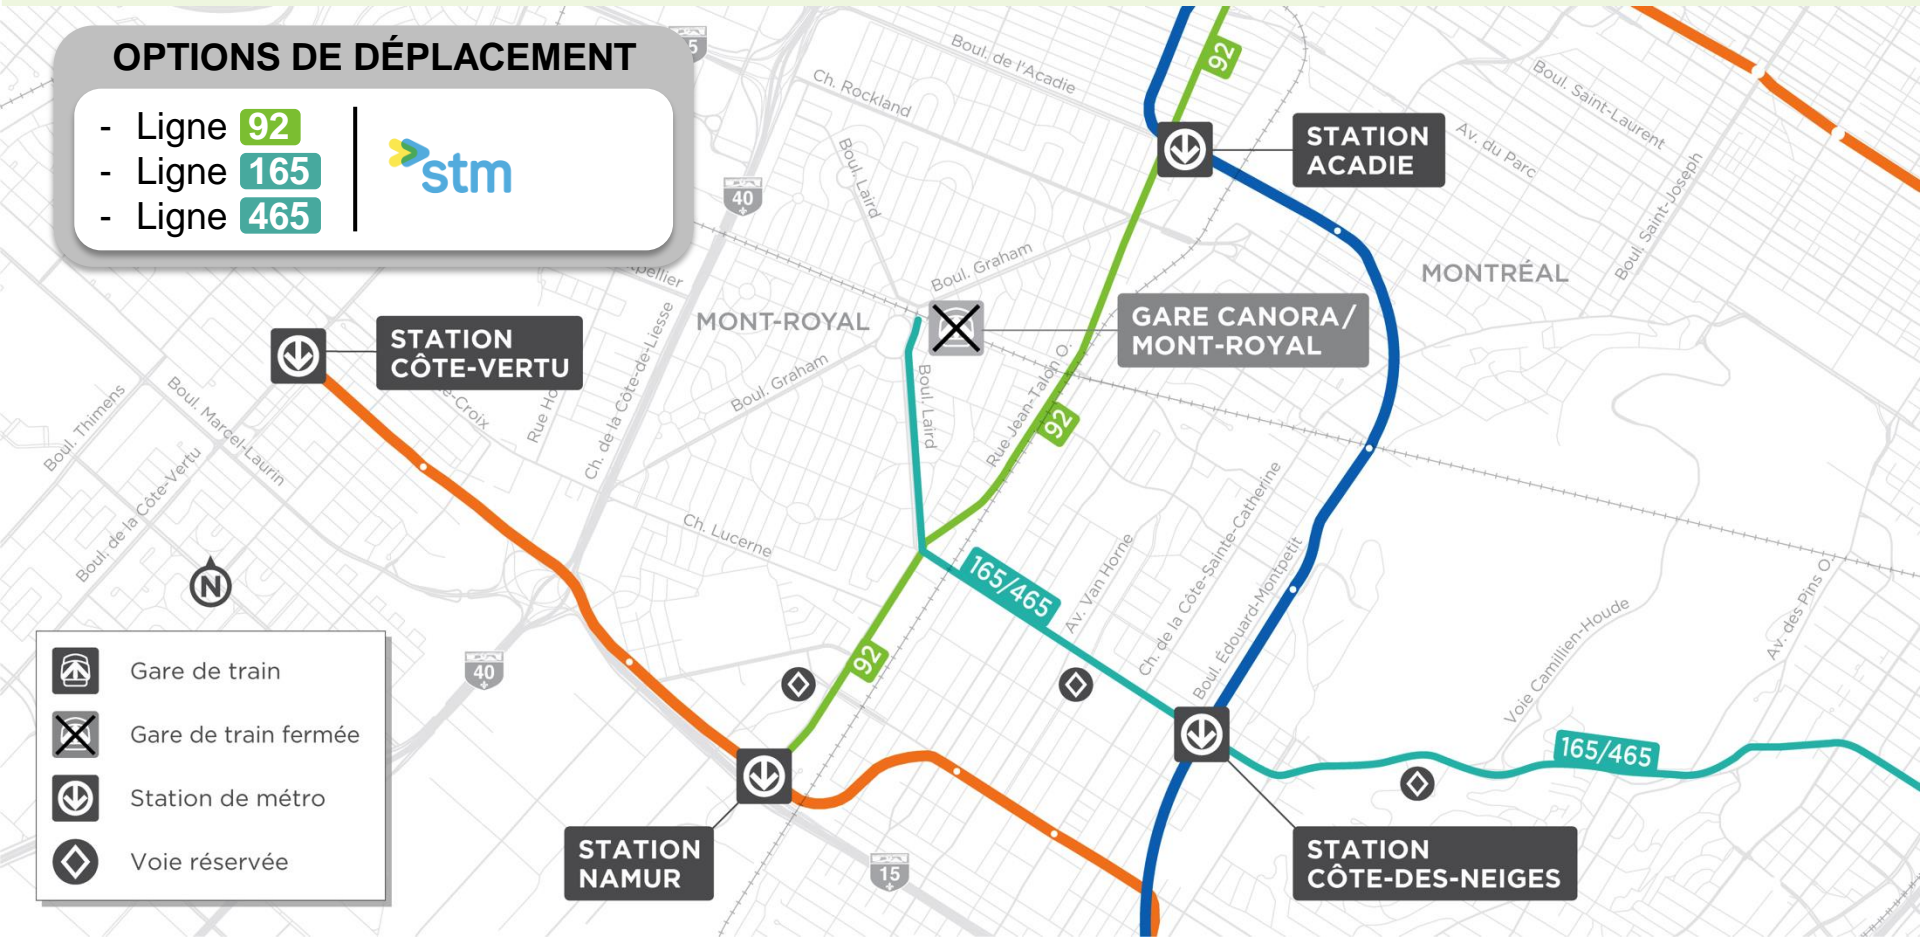 OPTIONS DE DÉPLACEMENT
- Ligne 92
- Ligne 165
- Ligne 465
stm
5
92
Boul. de l'Acadie
Ch. Rockland
Boul. Laird
40
Boul. Graham
STATION
ACADIE
Boul. Saint-Laurent
Av. du Parc
Boul. Saint-Joseph
MONTRÉAL
MONT-ROYAL
GARE CANORA/
MONT-ROYAL
STATION
CÔTE-VERTU
Boul. Thimens
Boul. Marcel-Laurin
Boul. de la Côte-Vertu
Ch. de la Côte-de-Liesse
Boul. Graham
Boul. Laird
Rue Jean-Talon O.
92
Ch. Lucerne
165/465
Av. Van Horne
Ch. de la Côte-Sainte-Catherine
Boul. Édouard-Montpetit
Voie Camillien-Houde
Av. des Pins O.
N
40
92
165/465
Gare de train
Gare de train fermée
Station de métro
Voie réservée
STATION
NAMUR
15
STATION
CÔTE-DES-NEIGES